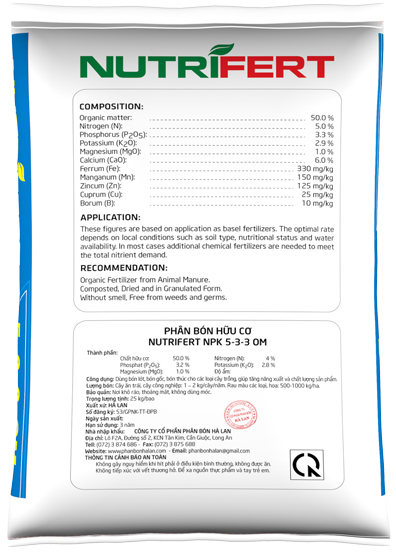 NUTRIFERT
COMPOSITION:
Organic matter: 50.0 %
Nitrogen (N): 5.0 %
Phosphorus (P2O5): 3.3 %
Potassium (K2O): 2.9 %
Magnesium (MgO): 1.0 %
Calcium (CaO): 6.0 %
Ferrum (Fe): 330 mg/kg
Manganum (Mn): 150 mg/kg
Zincum (Zn): 125 mg/kg
Cuprum (Cu): 25 mg/kg
Borum (B): 10 mg/kg
APPLICATION:
These figures are based on application as basel fertilizers. The optimal rate
depends on local conditions such as soil type, nutritional status and water
availability. In most cases additional chemical fertilizers are needed to meet
the total nitrient demand.
RECOMMENDATION:
Organic Fertilizer from Animal Manure.
Composted, Dried and in Granulated Form.
Without smell, Free from weeds and germs.
PHÂN BÓN HỮU CƠ
NUTRIFERT NPK 5-3-3 OM
Thành phần:
Chất hữu cơ: 50.0 % Nitrogen (N): 4 %
Phosphat (P2O5): 3.2 % Potassium (K2O): 2.8 %
Magnesium (MgO): 1.0 % Độ ẩm:
Công dụng: Dùng bón lót, bón gốc, bón thúc cho các loại cây trồng, giúp tăng năng xuất và chất lượng sản phẩm.
Lượng bón: Cây ăn trái, cây công nghiệp: 1 - 2 kg/cây/năm. Rau màu các loại, hoa: 500-1000 kg/ha.
Bảo quản: Nơi khô ráo, thoáng mát, không dùng móc.
Trọng lượng tịnh: 25 kg/bao
Xuất xứ: HÀ LAN
Số đăng ký: 53/GPNK-TT-ĐPB
Ngày sản xuất:
Hạn sử dụng: 3 năm
Nhà nhập khẩu: CÔNG TY CỔ PHẦN PHÂN BÓN HÀ LAN
Địa chỉ: Lô F2A, Đường số 2, KCN Tân Kim, Cần Giuộc, Long An
Tell: (072) 3 874 686 - Fax: (072) 3 875 688
Website: www.phanbonhalan.com - Email: phanbonhalan@gmail.com
THÔNG TIN CẢNH BÁO AN TOÀN
Không gây nguy hiểm khi hít phải ở điều kiện bình thường, không được ăn.
Không tiếp xúc với vết thương hở. Để xa nguồn thực phẩm và tay trẻ em.